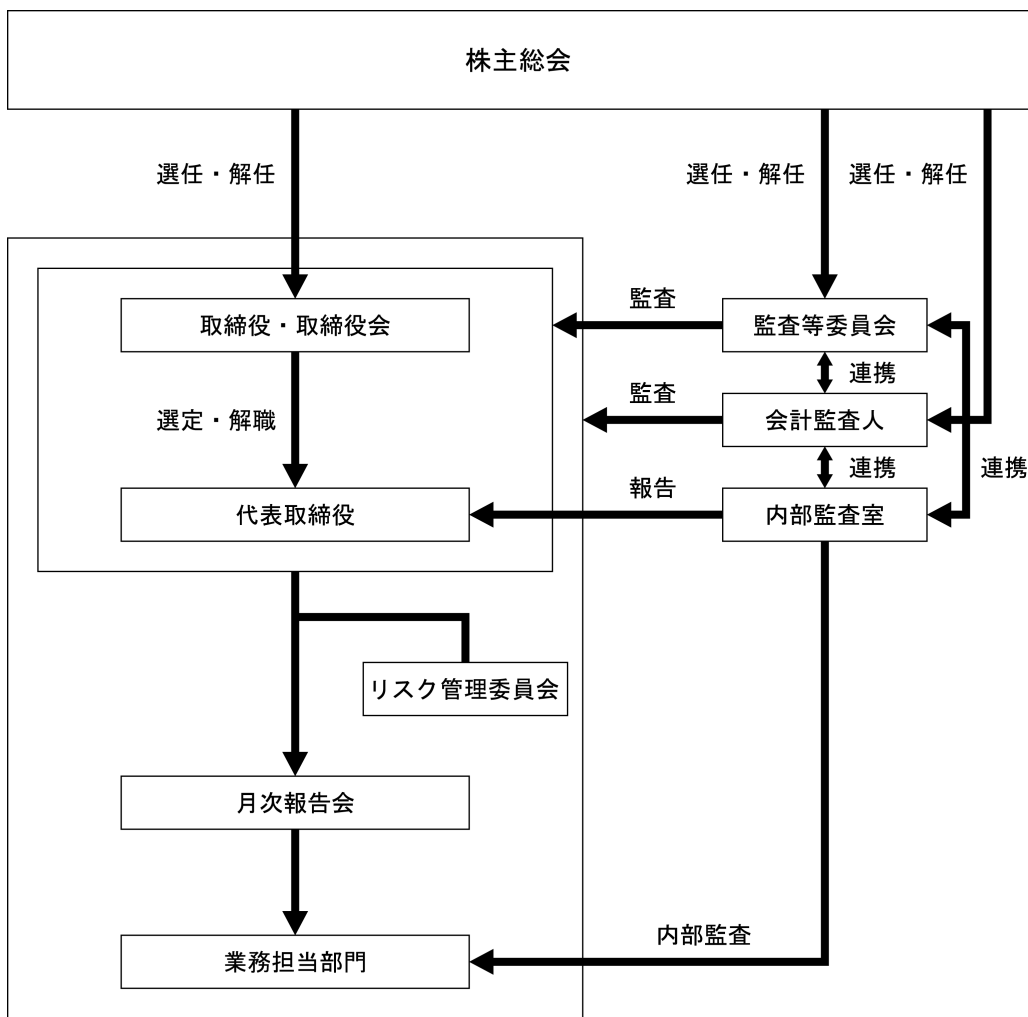 株主総会
選任・解任
選任・解任
選任・解任
取締役・取締役会
監査
監査等委員会
連携
選定・解職
監査
会計監査人
連携
連携
代表取締役
報告
内部監査室
リスク管理委員会
月次報告会
業務担当部門
内部監査